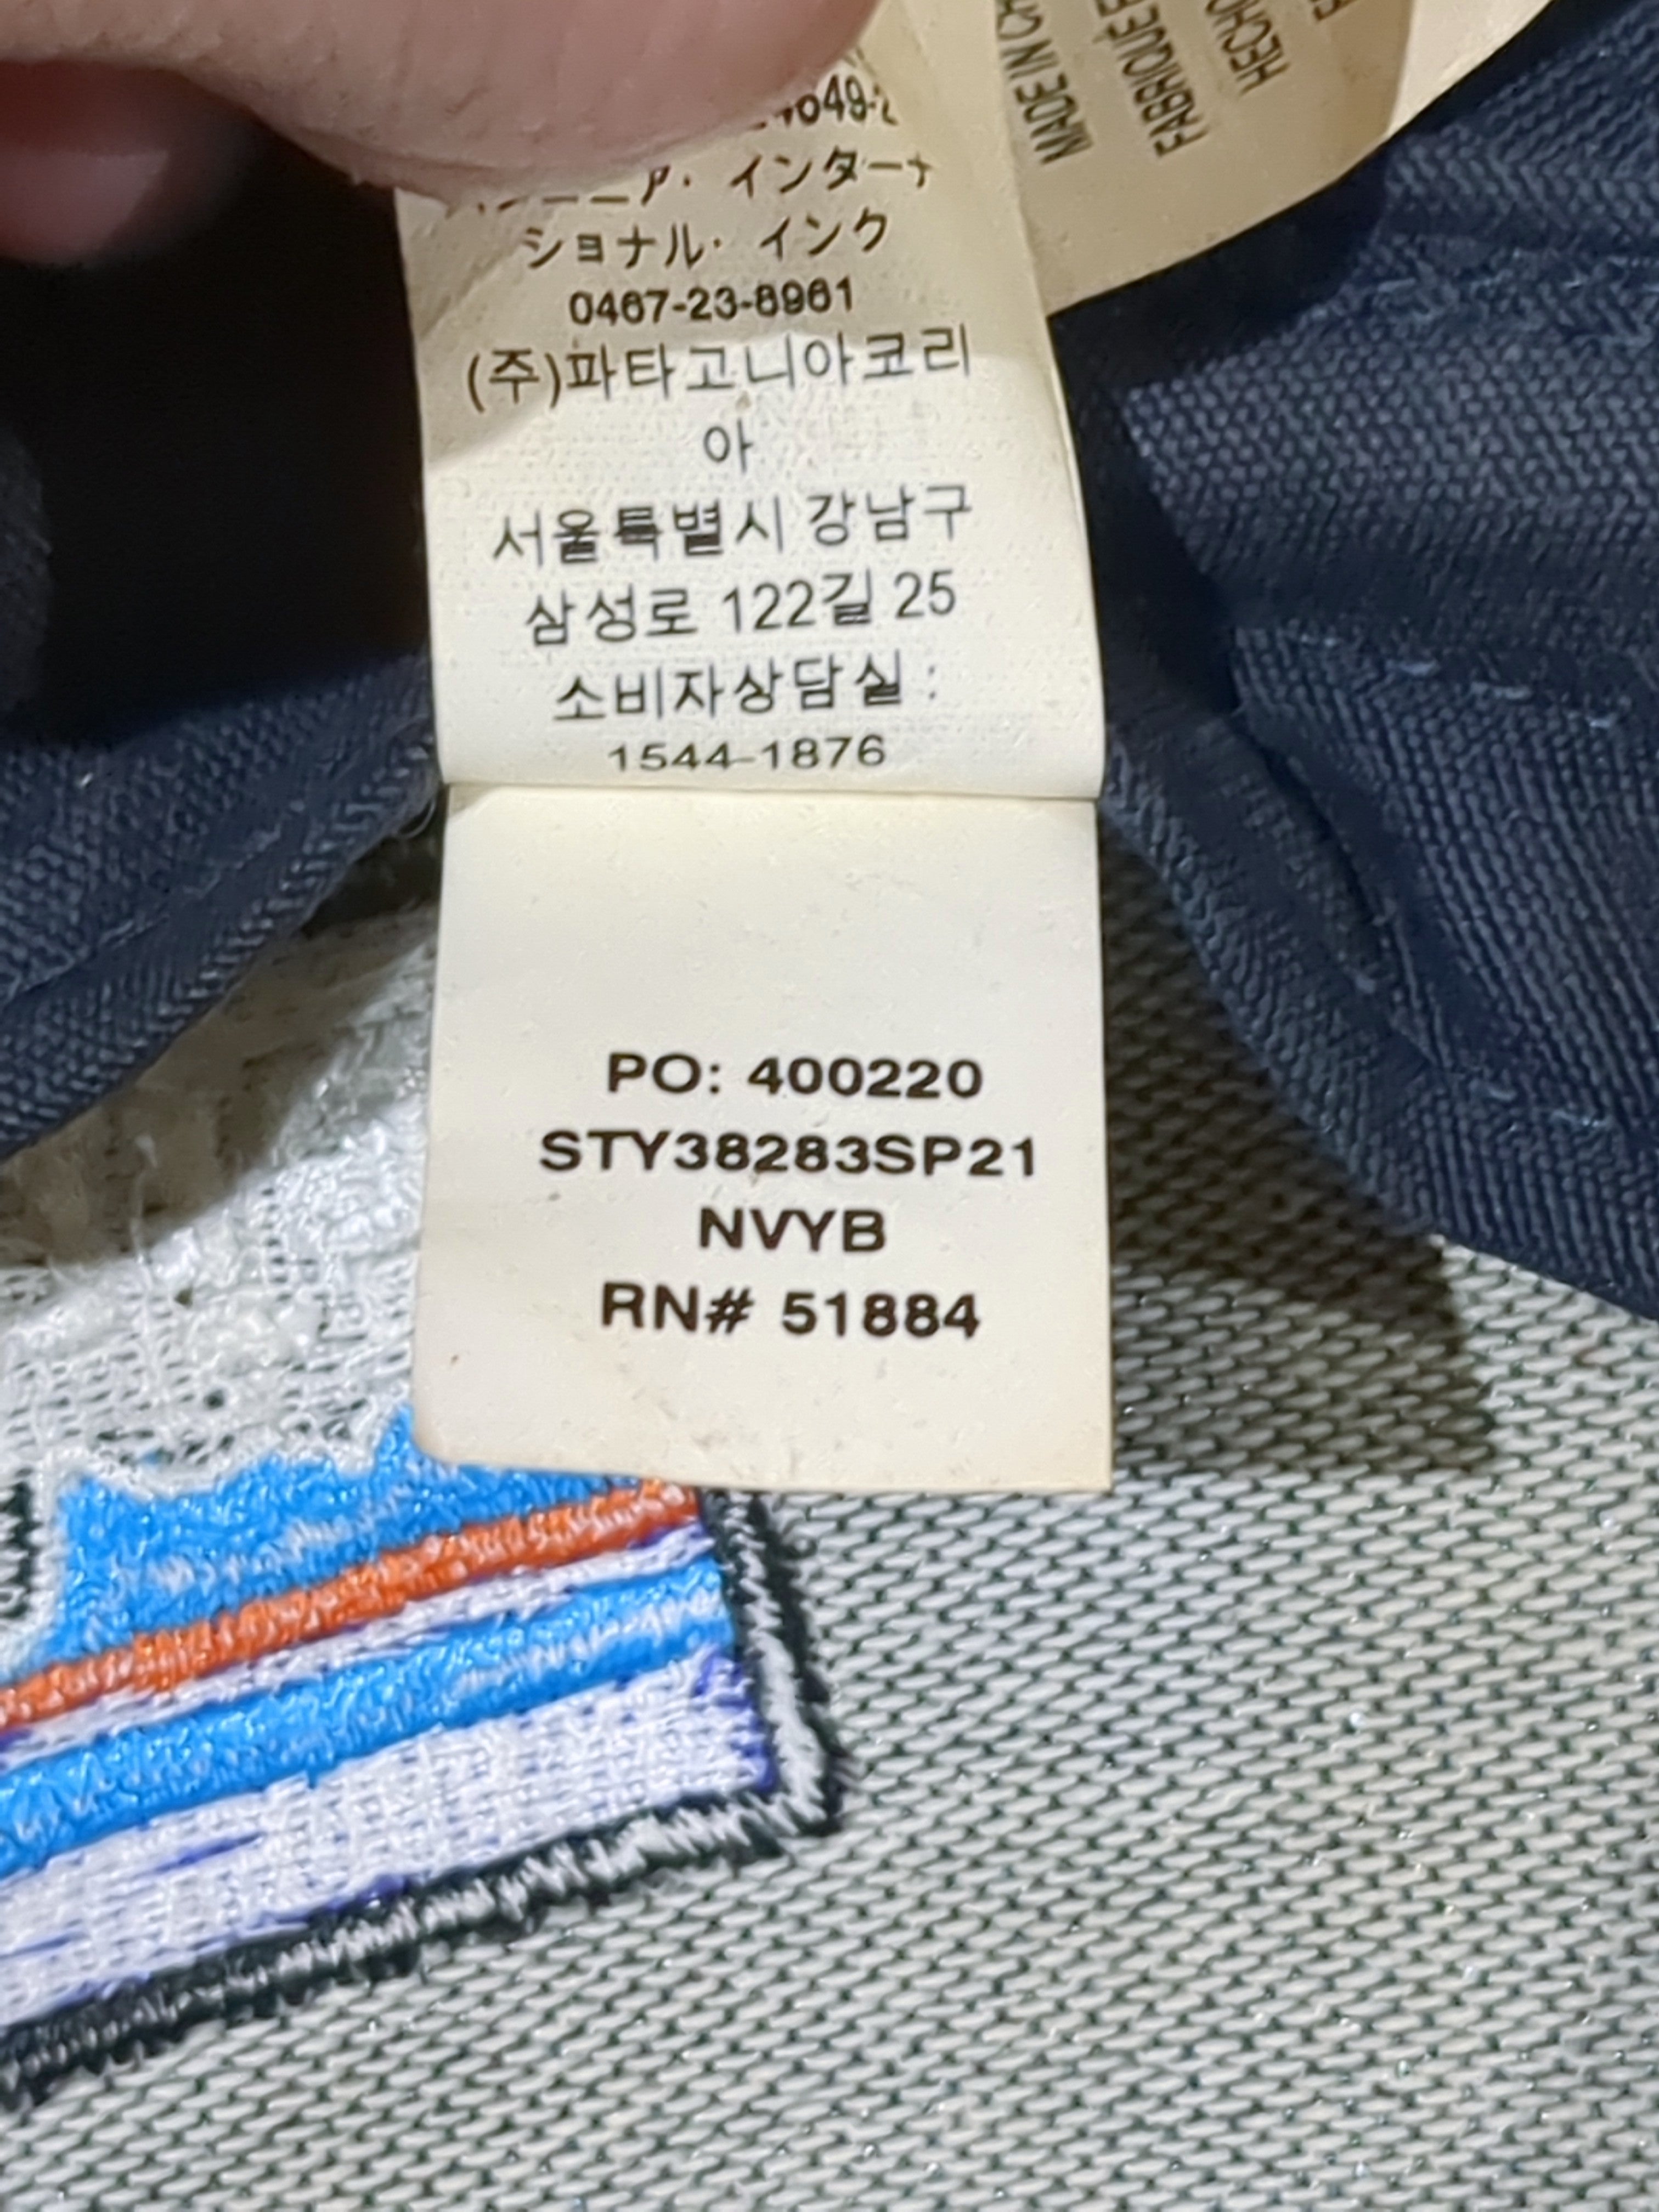 ショナル・インク
0467-23-8961
(주)파타고니아코리
아
서울특별시 강남구
삼성로 122길 25
소비자상담실 :
1544-1876
PO: 400220
STY38283SP21
NVYB
RN# 51884
MADE IN